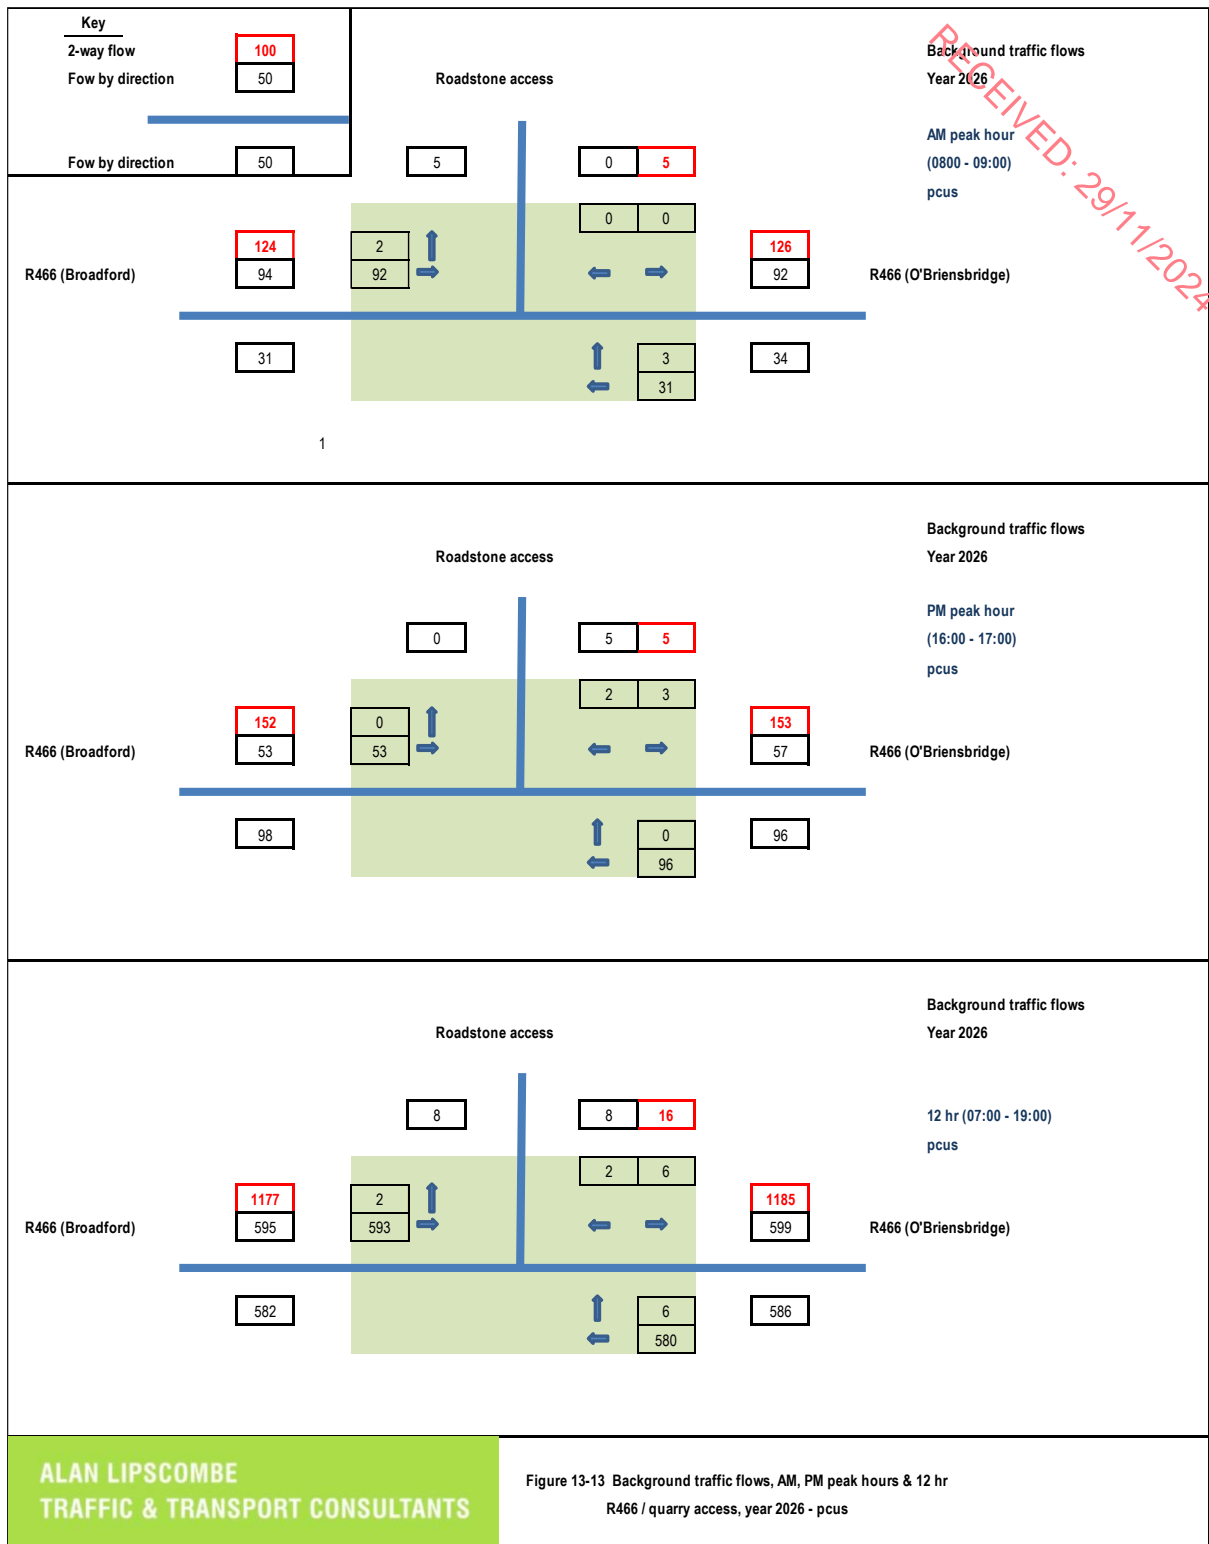 Key
2-way flow 100
Fow by direction 50
Fow by direction 50
Roadstone access
Background traffic flows
Year 2026
AM peak hour
(0800 - 09:00)
pcus
RECEIVED: 29/11/2024
5 0 5
0 0
124 2 126
R466 (Broadford) 94 92 92 R466 (O'Briensbridge)
31 3 34
31
1
Background traffic flows
Roadstone access Year 2026
PM peak hour
0 5 5 (16:00 - 17:00)
pcus
2 3
152 0 153
R466 (Broadford) 53 53 57 R466 (O'Briensbridge)
98 0 96
96
Background traffic flows
Roadstone access Year 2026
8 8 16 12 hr (07:00 - 19:00)
pcus
2 6
1177 2 1185
R466 (Broadford) 595 593 599 R466 (O'Briensbridge)
582 6 586
580
ALAN LIPSCOMBE
TRAFFIC & TRANSPORT CONSULTANTS
Figure 13-13 Background traffic flows, AM, PM peak hours & 12 hr
R466 / quarry access, year 2026 - pcus